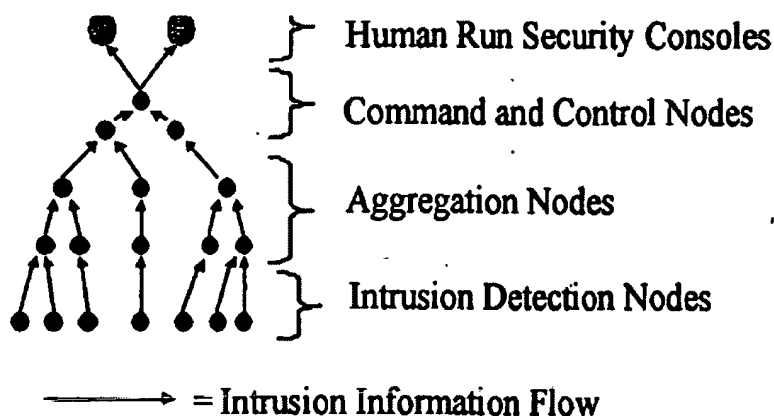 Human Run Security Consoles
Command and Control Nodes
Aggregation Nodes
Intrusion Detection Nodes
= Intrusion Information Flow